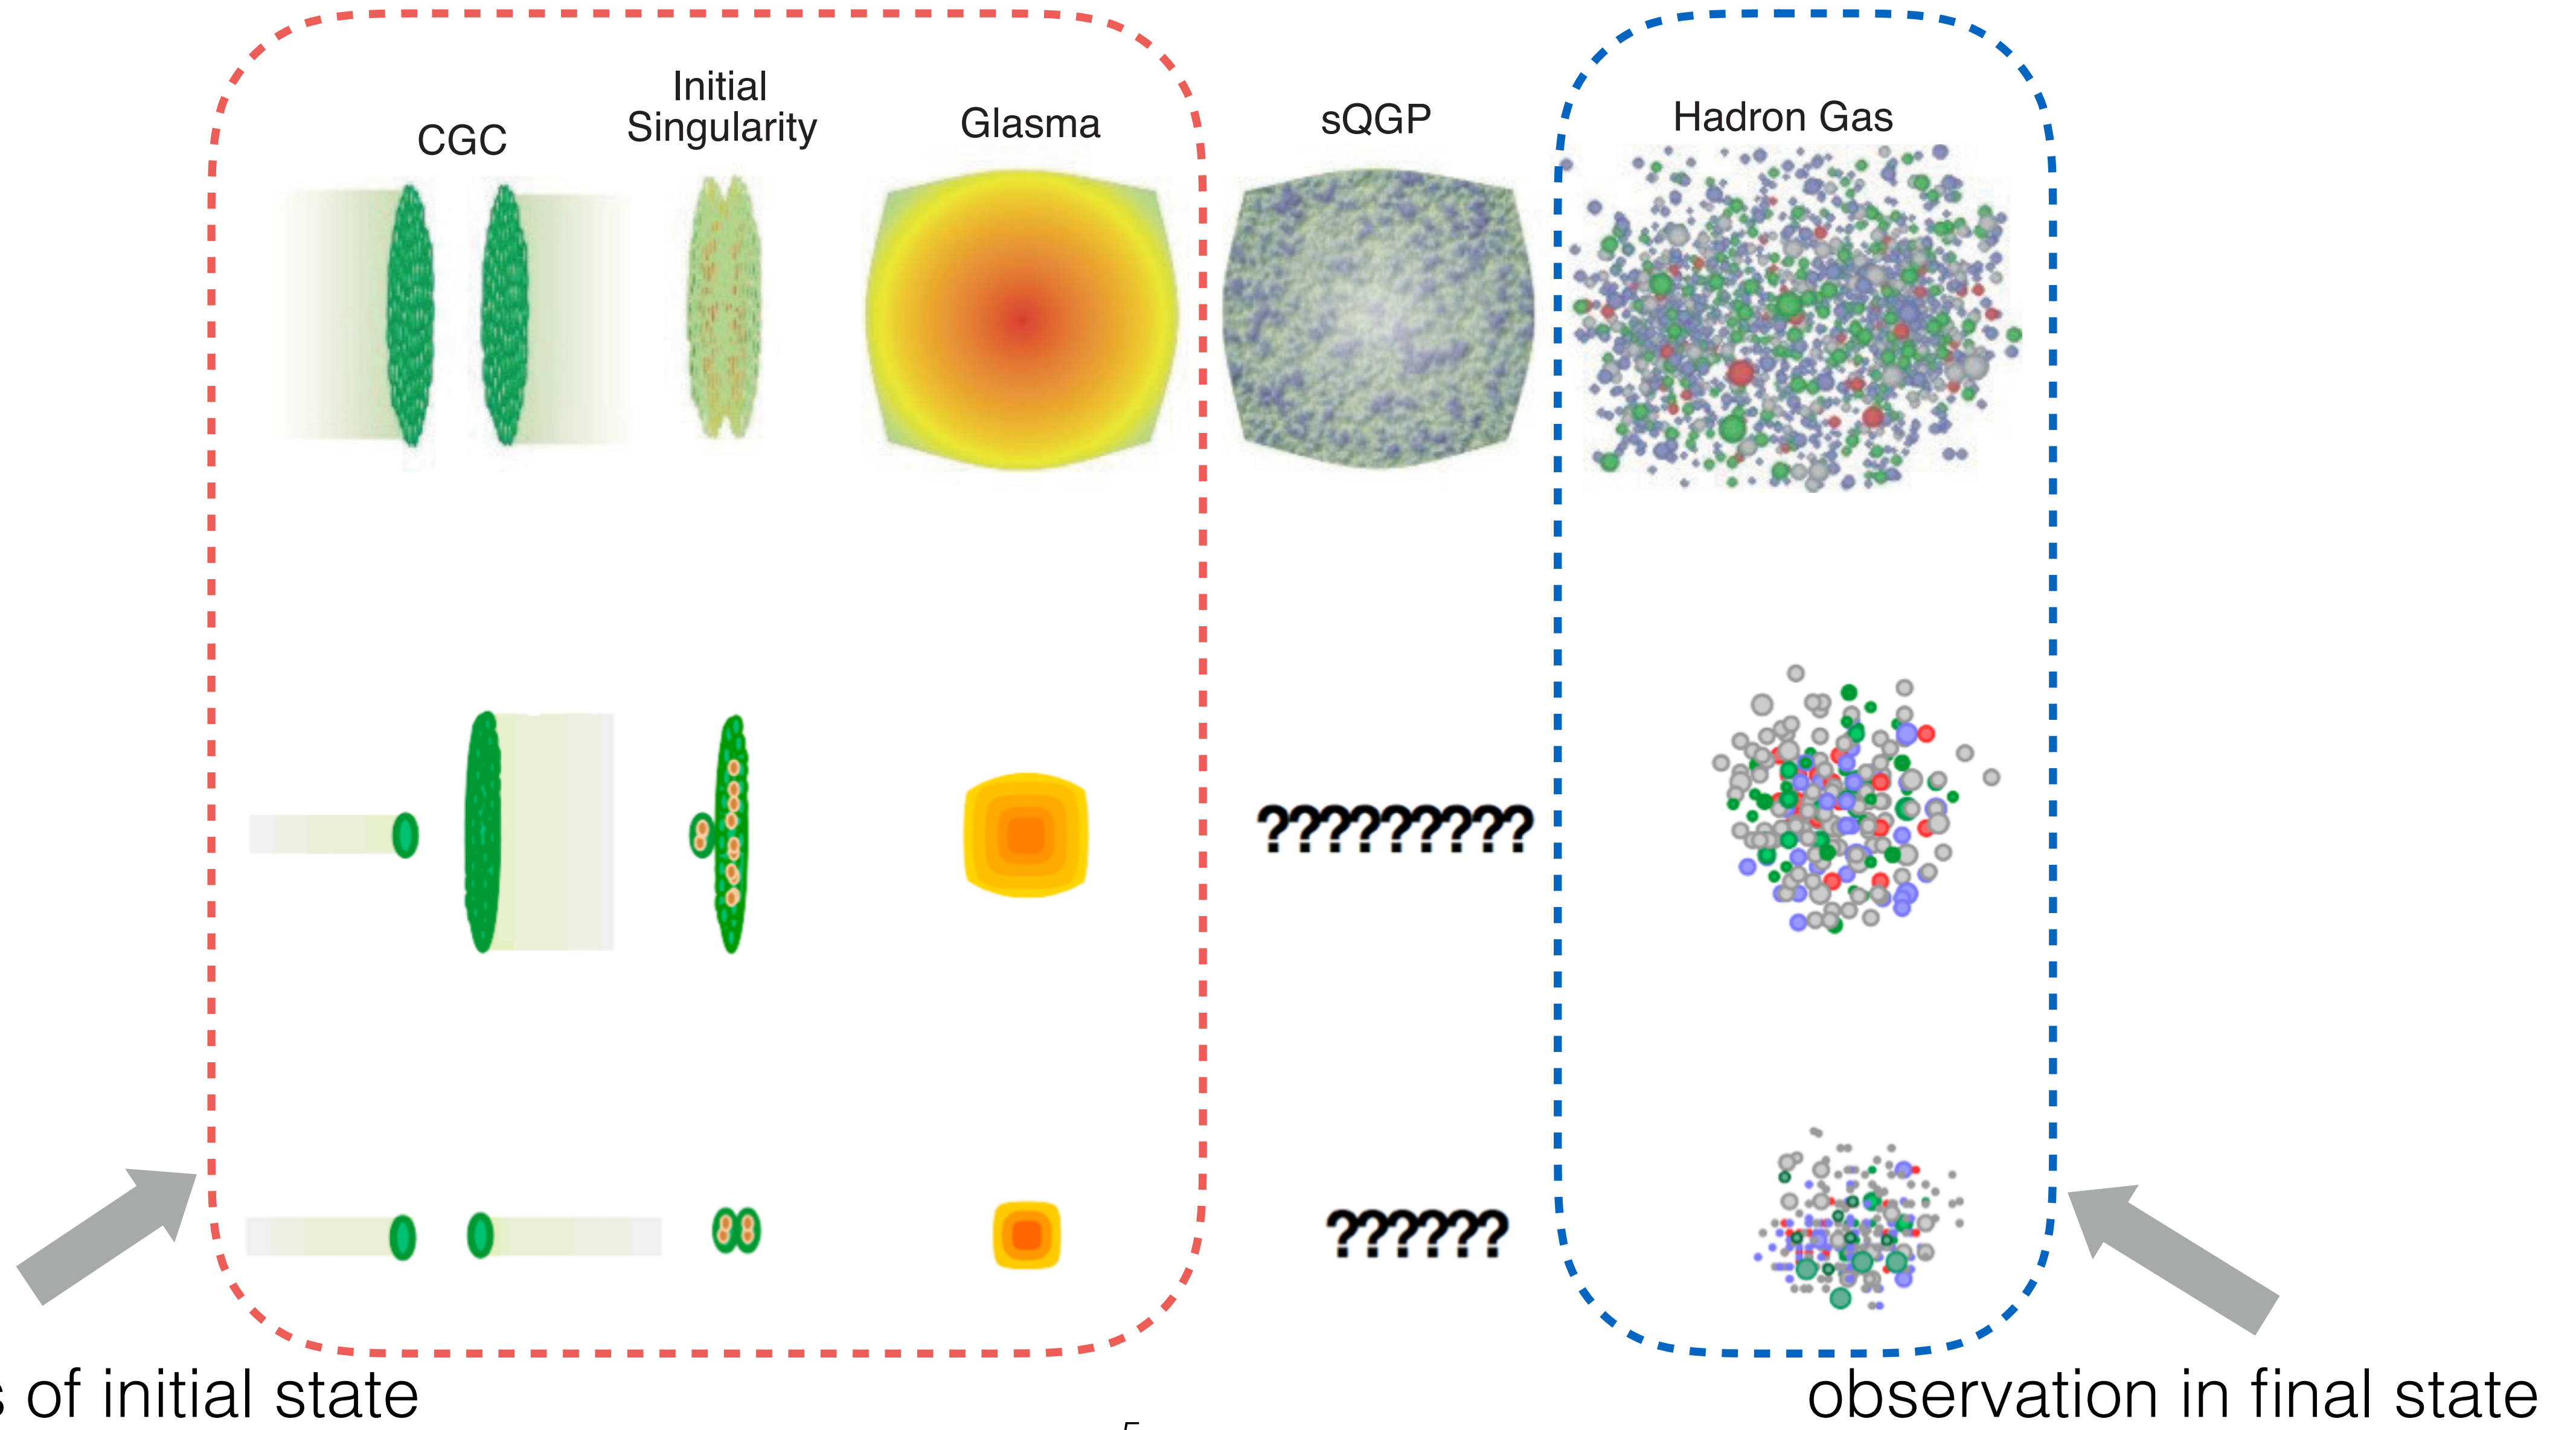 Initial
Singularity
CGC
Glasma
sQGP
Hadron Gas
?????????
??????
of initial state
observation in final state